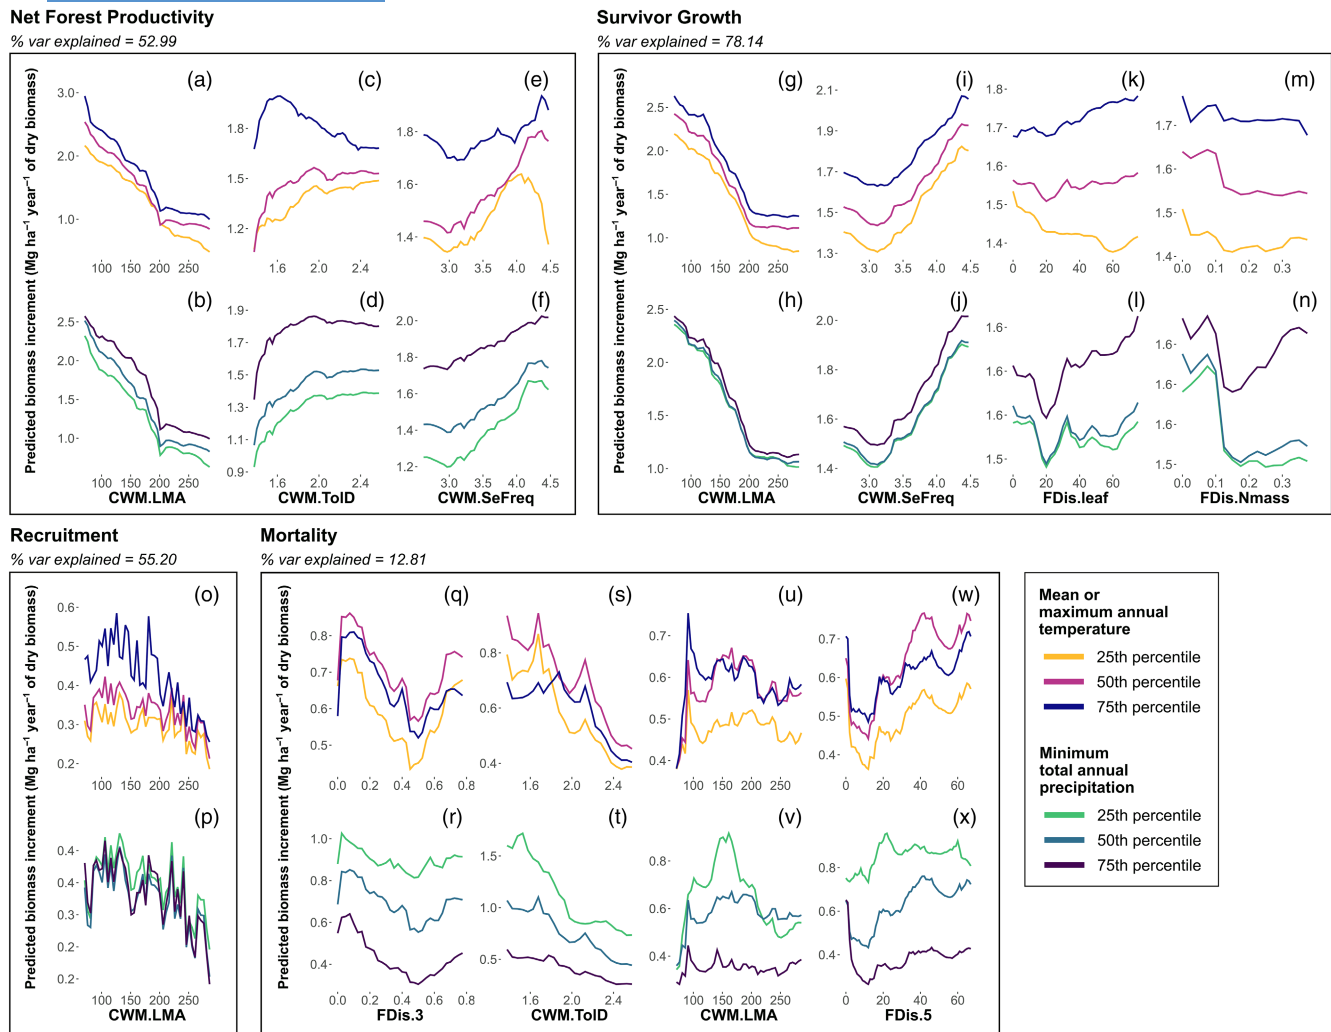 Net Forest Productivity
% var explained = 52.99
Predicted biomass increment (Mg ha⁻¹ year⁻¹ of dry biomass)
(a)
3.0
2.0
1.0
100 150 200 250
(c)
1.8
1.5
1.2
1.6 2.0 2.4
(e)
1.8
1.6
1.4
3.0 3.5 4.0 4.5
(b)
2.5
2.0
1.5
1.0
100 150 200 250
CWM.LMA
(d)
1.9
1.7
1.5
1.3
1.1
0.9
1.6 2.0 2.4
CWM.TolD
(f)
2.0
1.8
1.6
1.4
1.2
3.0 3.5 4.0 4.5
CWM.SeFreq
Survivor Growth
% var explained = 78.14
Predicted biomass increment (Mg ha⁻¹ year⁻¹ of dry biomass)
(g)
2.5
2.0
1.5
1.0
100 150 200 250
(i)
2.1
1.9
1.7
1.5
1.3
3.0 3.5 4.0 4.5
(k)
1.8
1.7
1.6
1.5
1.4
0 20 40 60
(m)
1.7
1.6
1.5
1.4
0.0 0.1 0.2 0.3
(h)
2.5
2.0
1.5
1.0
100 150 200 250
CWM.LMA
(j)
2.0
1.8
1.6
1.4
3.0 3.5 4.0 4.5
CWM.SeFreq
(l)
1.6
1.6
1.6
1.5
0 20 40 60
FDis.leaf
(n)
1.6
1.6
1.6
1.5
0.0 0.1 0.2 0.3
FDis.Nmass
Recruitment
% var explained = 55.20
Predicted biomass increment (Mg ha⁻¹ year⁻¹ of dry biomass)
(o)
0.6
0.5
0.4
0.3
0.2
100 150 200 250
(p)
0.4
0.4
0.3
0.2
0.2
100 150 200 250
CWM.LMA
Mortality
% var explained = 12.81
Predicted biomass increment (Mg ha⁻¹ year⁻¹ of dry biomass)
(q)
0.8
0.7
0.6
0.5
0.0 0.2 0.4 0.6 0.8
(s)
0.8
0.6
0.4
1.6 2.0 2.4
(u)
0.7
0.6
0.5
0.4
100 150 200 250
(w)
0.7
0.6
0.5
0.4
0 20 40 60
(r)
1.0
0.8
0.6
0.4
0.0 0.2 0.4 0.6 0.8
FDis.3
(t)
1.5
1.0
0.5
1.6 2.0 2.4
CWM.TolD
(v)
0.8
0.6
0.4
100 150 200 250
CWM.LMA
(x)
0.8
0.6
0.4
0 20 40 60
FDis.5
Mean or
maximum annual
temperature
25th percentile
50th percentile
75th percentile
Minimum
total annual
precipitation
25th percentile
50th percentile
75th percentile